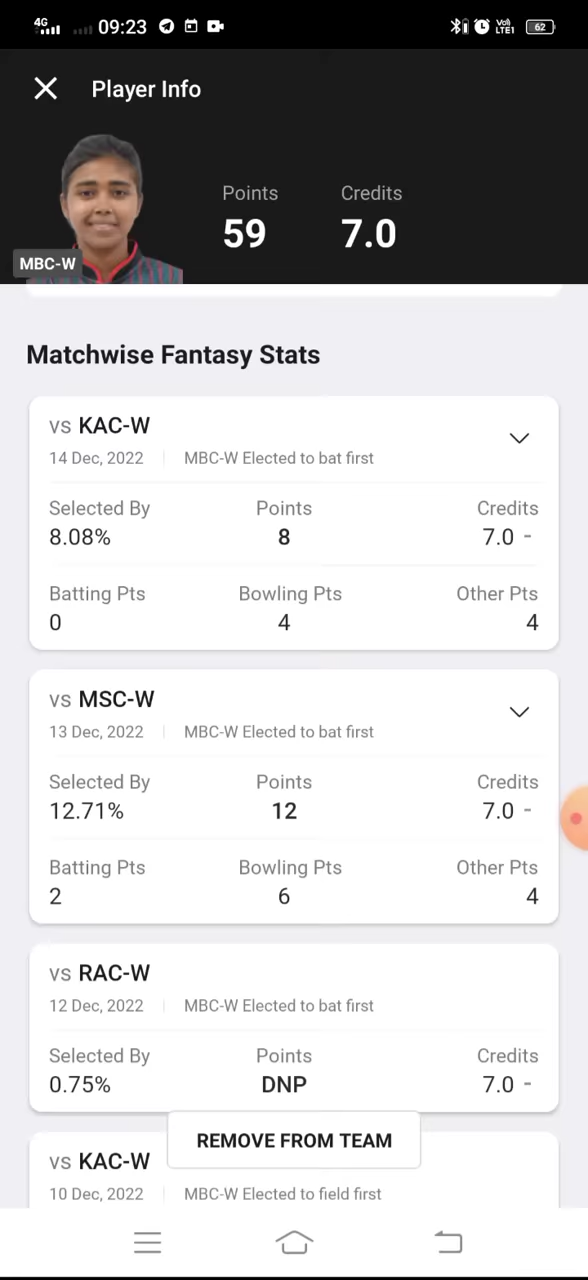 4G 09:23 Vo) LTE1 62
Player Info
Points Credits
59 7.0
MBC-W
Matchwise Fantasy Stats
vs KAC-W
14 Dec, 2022 MBC-W Elected to bat first
Selected By Points Credits
8.08% 8 7.0 -
Batting Pts Bowling Pts Other Pts
0 4 4
vs MSC-W
13 Dec, 2022 MBC-W Elected to bat first
Selected By Points Credits
12.71% 12 7.0 -
Batting Pts Bowling Pts Other Pts
2 6 4
vs RAC-W
12 Dec, 2022 MBC-W Elected to bat first
Selected By Points Credits
0.75% DNP 7.0 -
REMOVE FROM TEAM
vs KAC-W
10 Dec, 2022 MBC-W Elected to field first